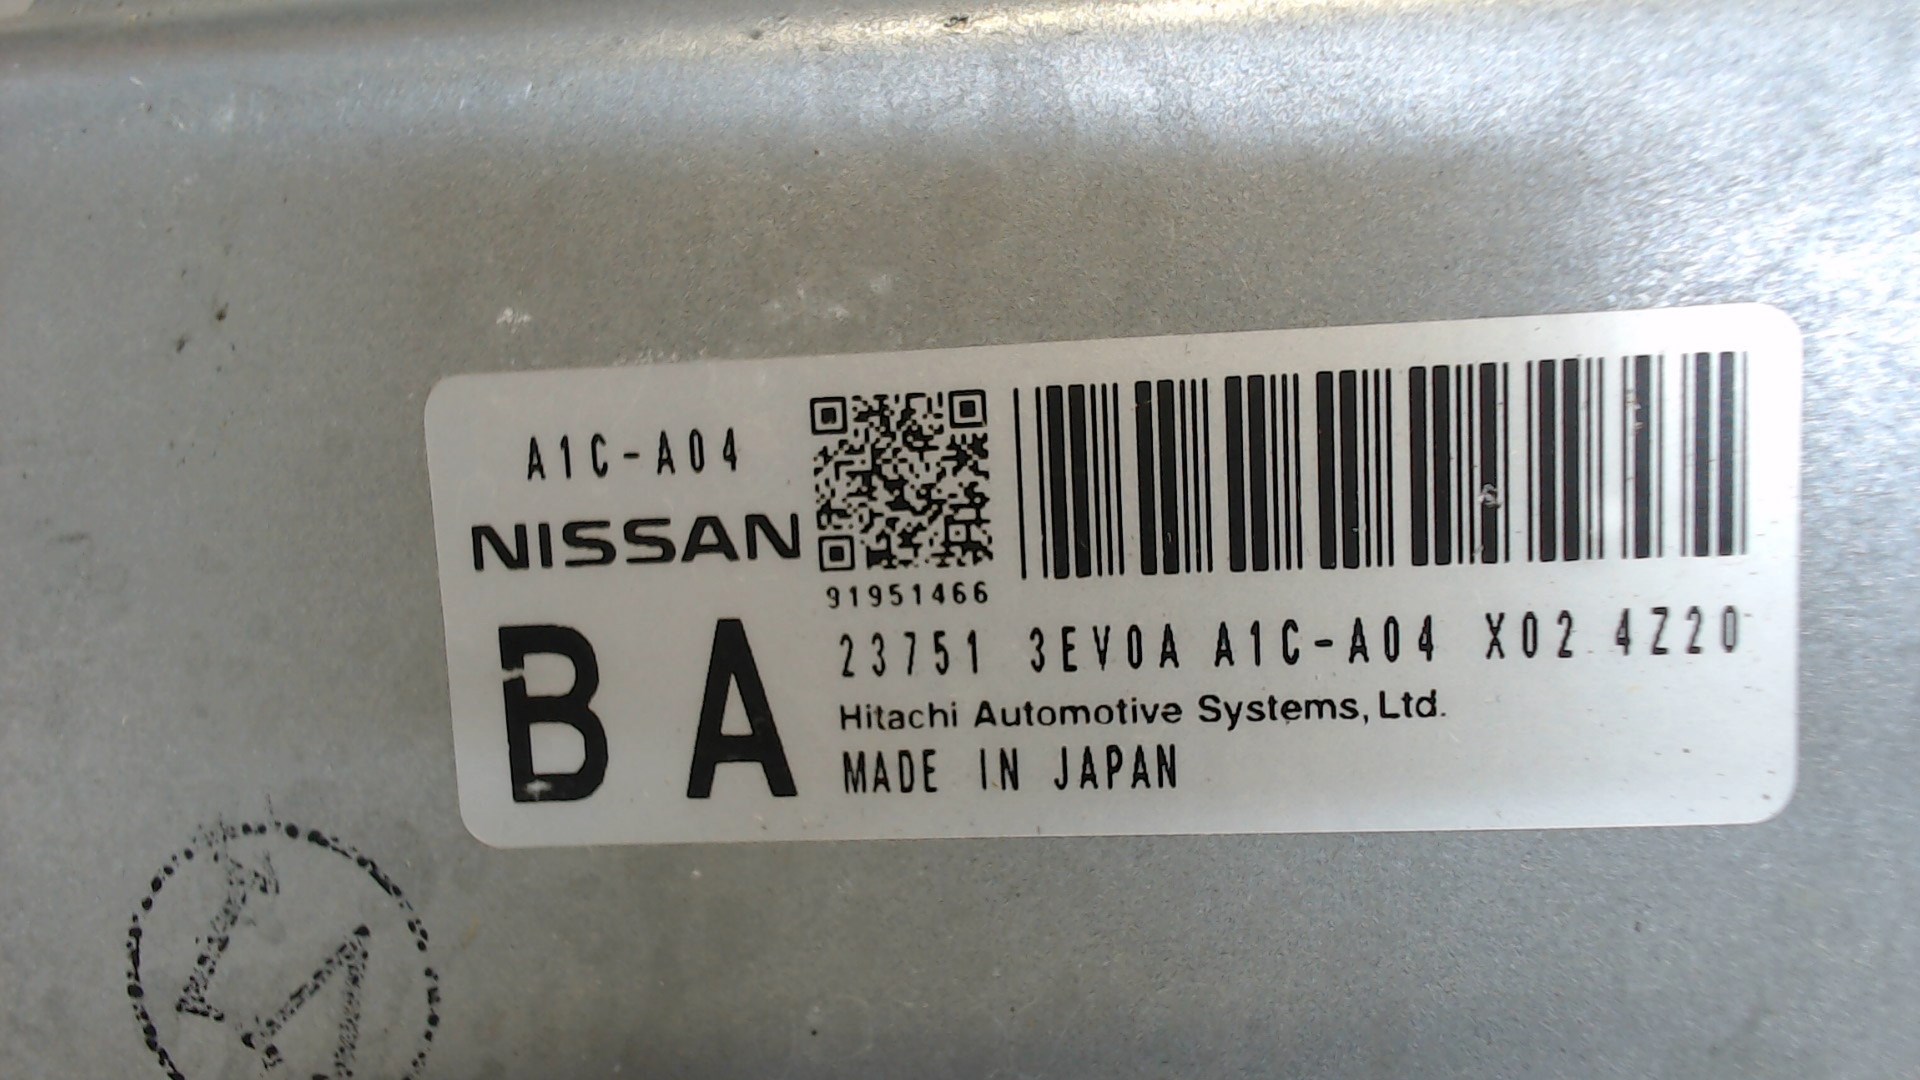 A1C-A04
NISSAN
91951466
BA
23751 3EV0A A1C-A04 X02 4Z20
Hitachi Automotive Systems, Ltd.
MADE IN JAPAN